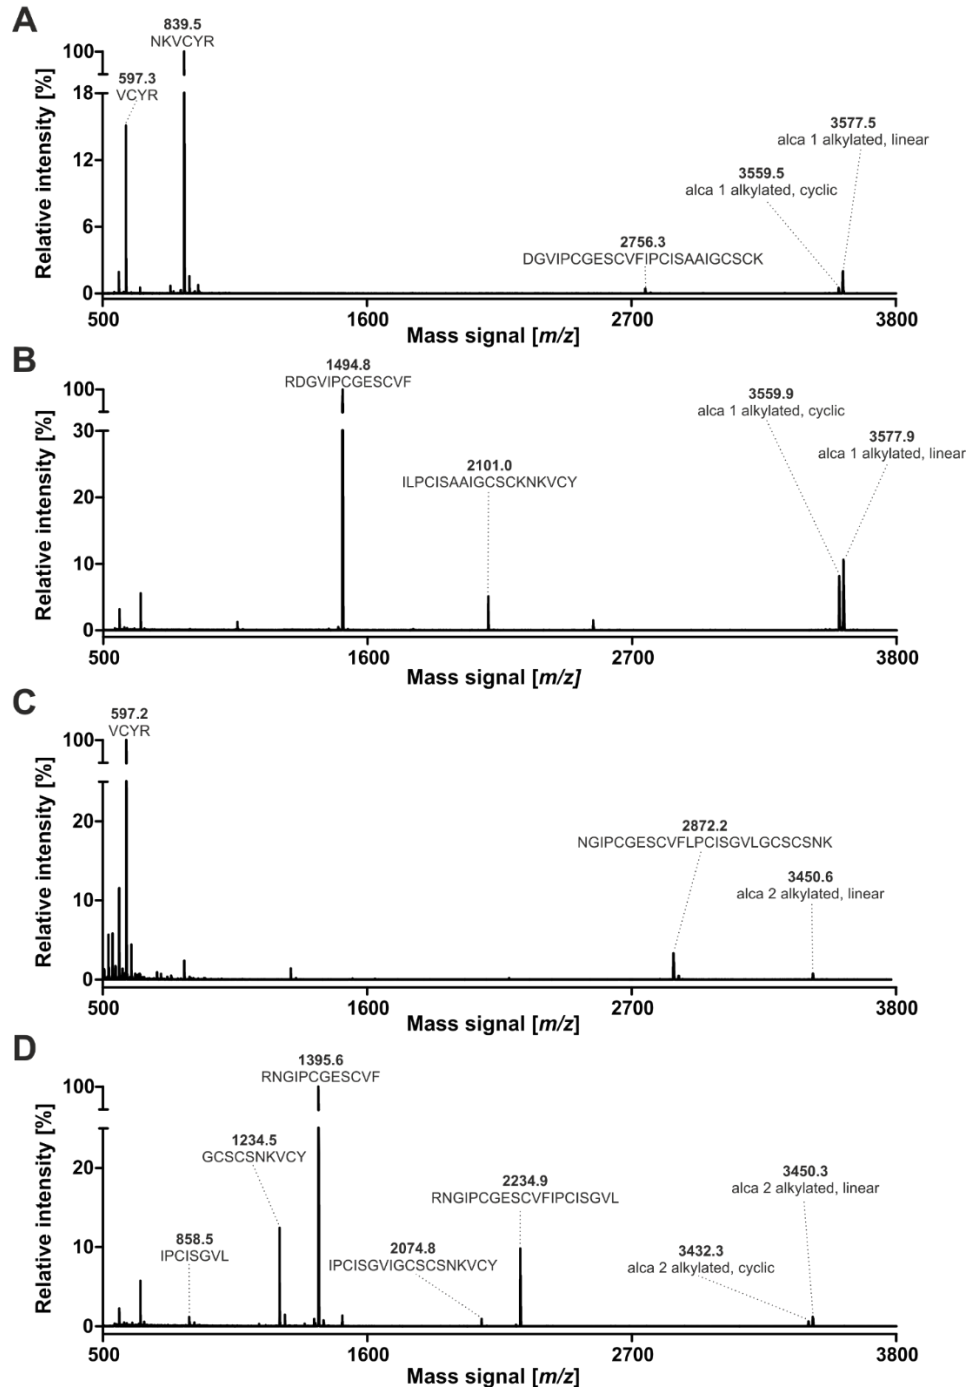 A
839.5
NKVCYR
597.3
VCYR
3577.5
alca 1 alkylated, linear
3559.5
alca 1 alkylated, cyclic
2756.3
DGVIPCGESCVFIPCISAAIGCSCK
Relative intensity [%]
100
18
12
6
0
500
1600
2700
3800
Mass signal [m/z]
B
1494.8
RDGVIPCGESCVF
3559.9
alca 1 alkylated, cyclic
3577.9
alca 1 alkylated, linear
2101.0
ILPCISAAIGCSCKNKVCY
Relative intensity [%]
100
30
20
10
0
500
1600
2700
3800
Mass signal [m/z]
C
597.2
VCYR
2872.2
NGIPCGESCVFLPCISGVLGCSCSNK
3450.6
alca 2 alkylated, linear
Relative intensity [%]
100
20
10
0
500
1600
2700
3800
Mass signal [m/z]
D
1395.6
RNGIPCGESCVF
1234.5
GCSCSNKVCY
2234.9
RNGIPCGESCVFIPCISGVL
3450.3
alca 2 alkylated, linear
858.5
IPCISGVL
2074.8
IPCISGVIGCSCSNKVCY
3432.3
alca 2 alkylated, cyclic
Relative intensity [%]
100
20
10
0
500
1600
2700
3800
Mass signal [m/z]